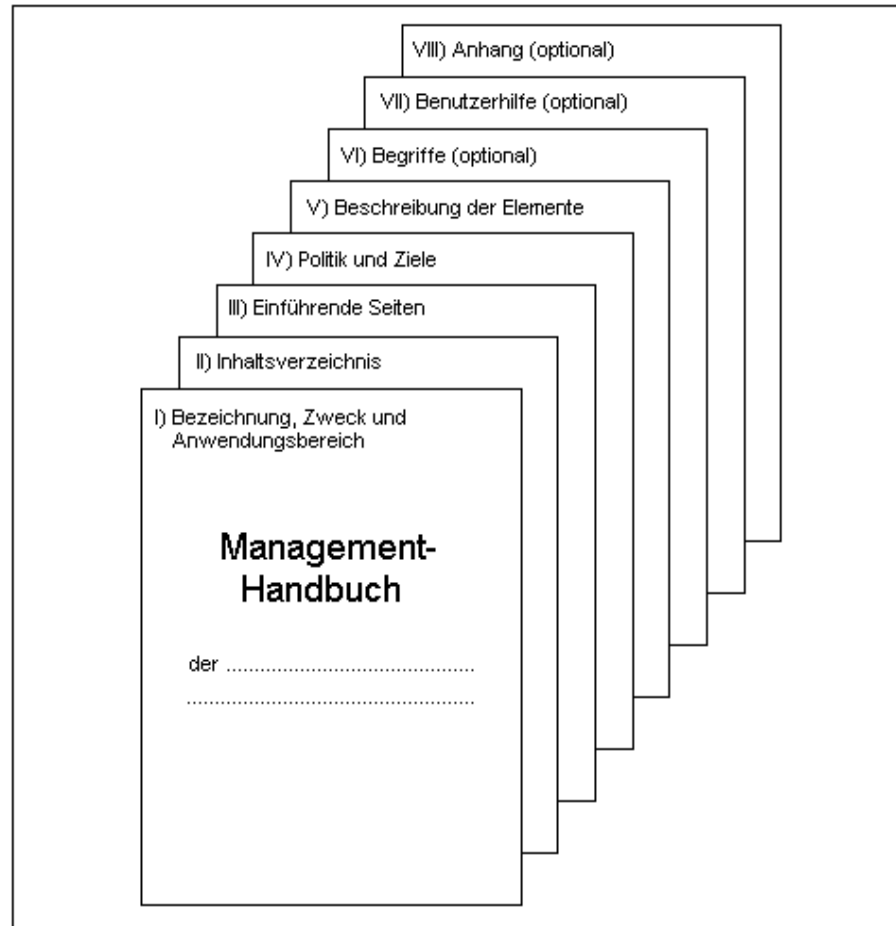 VIII) Anhang (optional)
VII) Benutzerhilfe (optional)
VI) Begriffe (optional)
V) Beschreibung der Elemente
IV) Politik und Ziele
III) Einführende Seiten
II) Inhaltsverzeichnis
I) Bezeichnung, Zweck und
Anwendungsbereich
Management-
Handbuch
der ............................................
...................................................